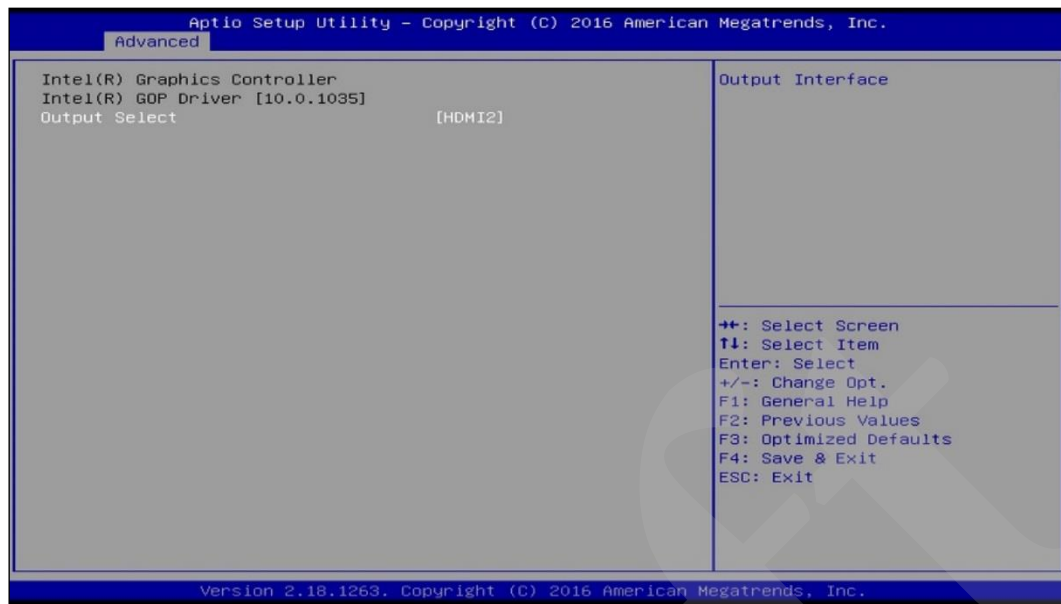 Aptio Setup Utility – Copyright (C) 2016 American Megatrends, Inc.
Advanced
Intel(R) Graphics Controller
Intel(R) GOP Driver [10.0.1035]
Output Select [HDMI2]
Output Interface
→←: Select Screen
↑↓: Select Item
Enter: Select
+/-: Change Opt.
F1: General Help
F2: Previous Values
F3: Optimized Defaults
F4: Save & Exit
ESC: Exit
Version 2.18.1263. Copyright (C) 2016 American Megatrends, Inc.